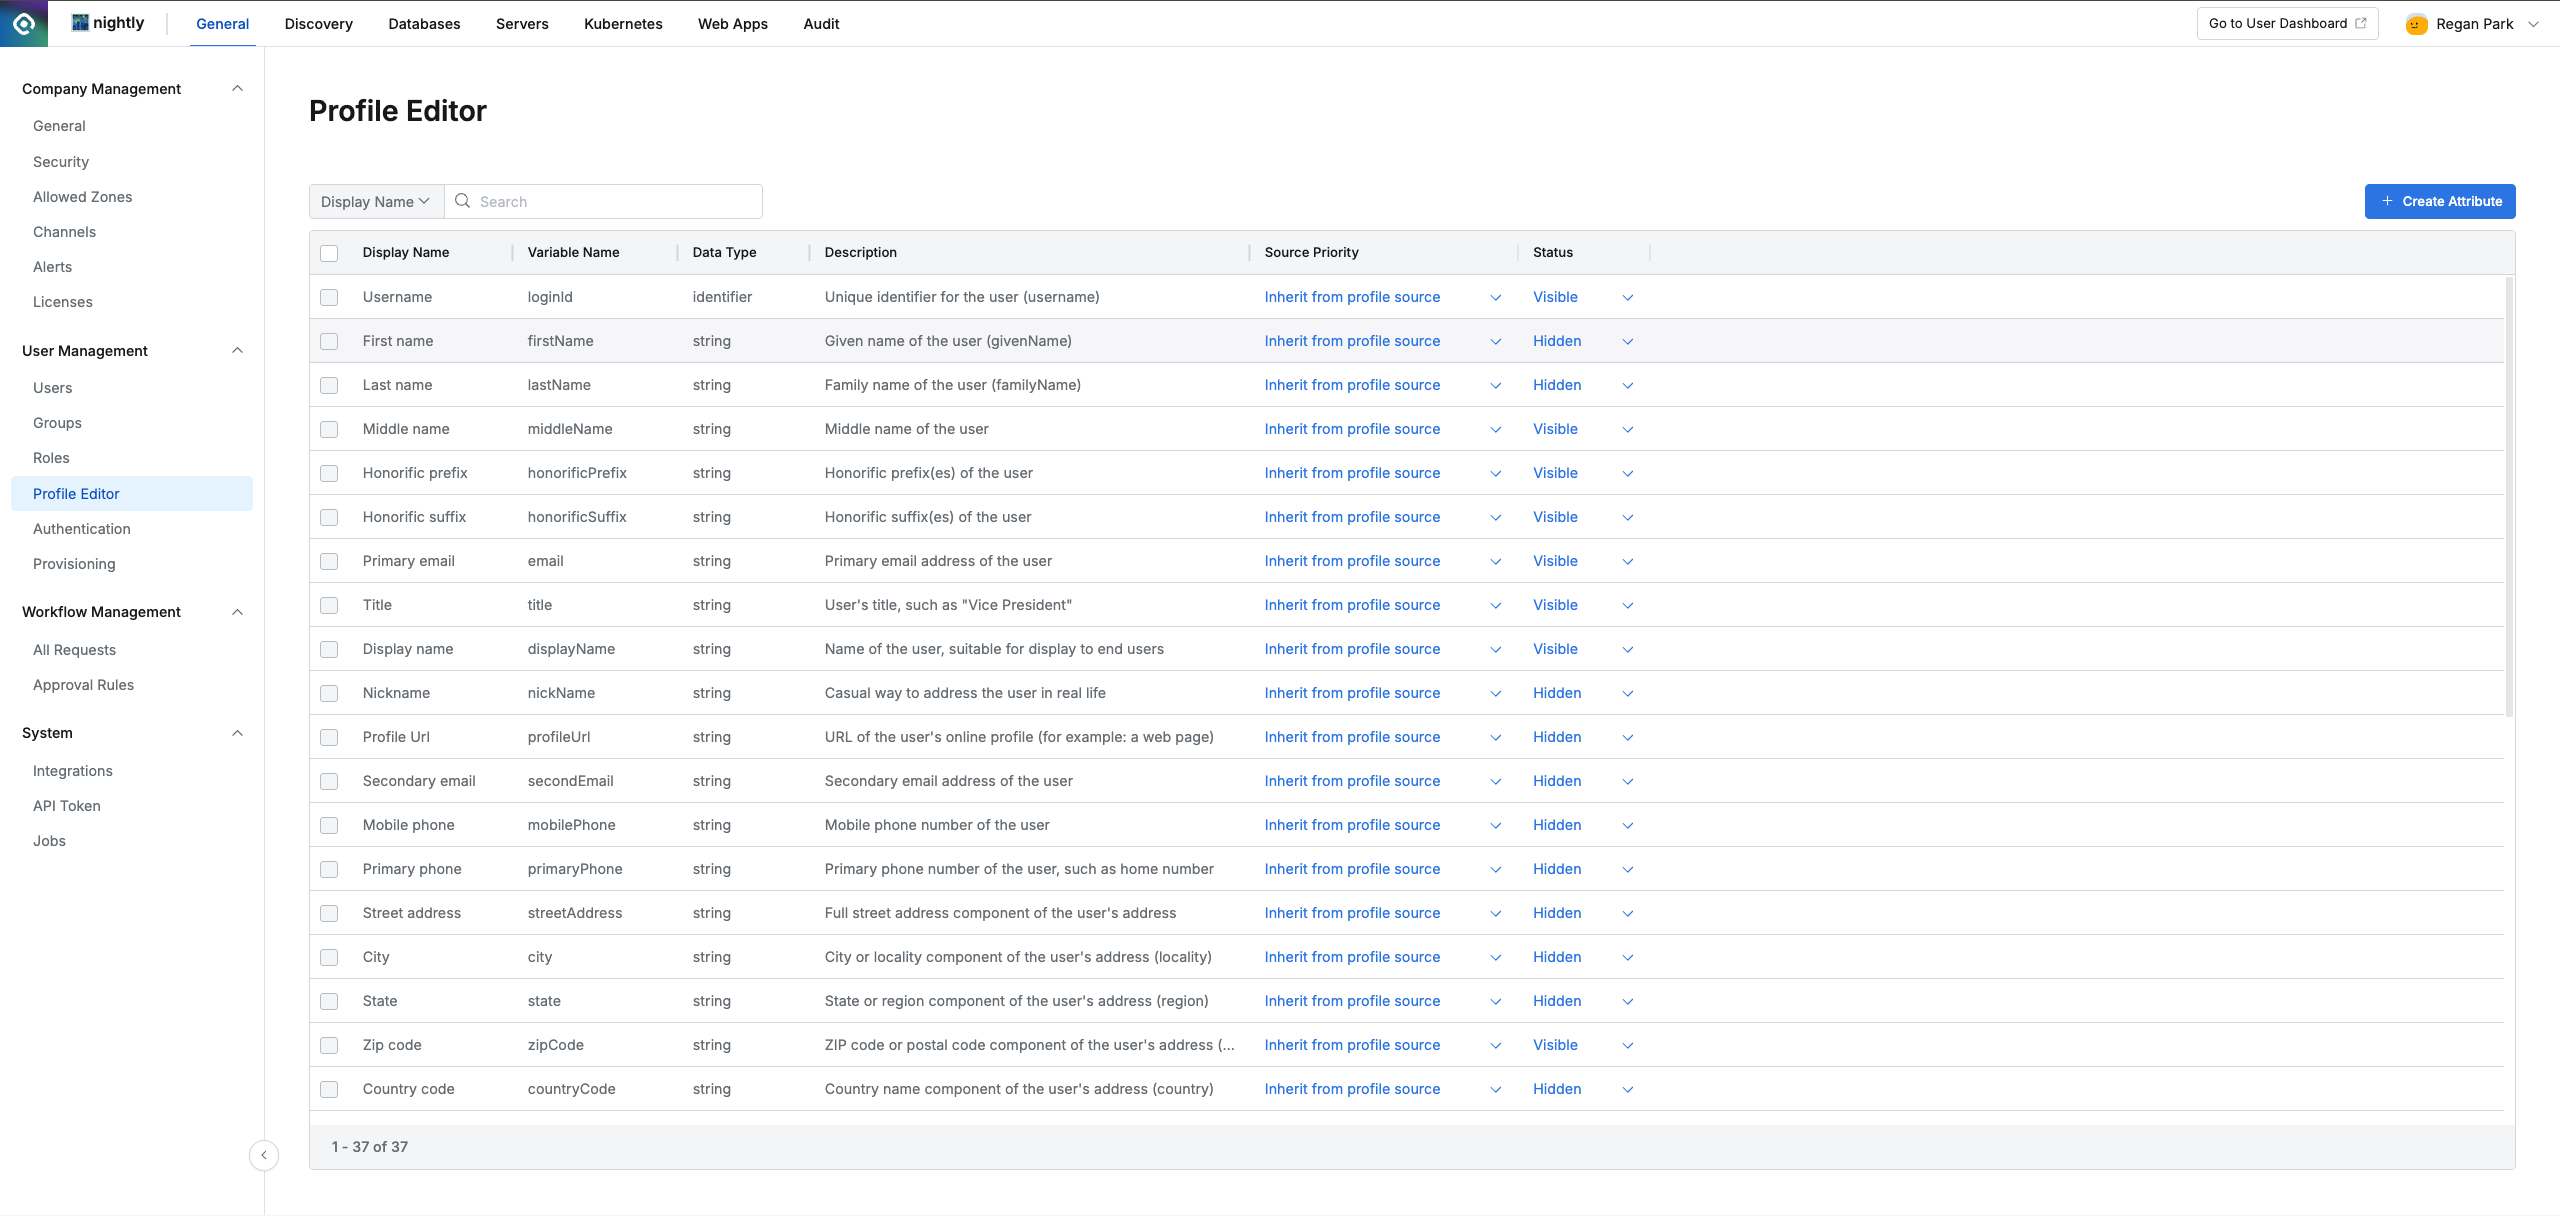 nightly General Discovery Databases Servers Kubernetes Web Apps Audit Go to User Dashboard Regan Park
Company Management
General
Security
Allowed Zones
Channels
Alerts
Licenses
User Management
Users
Groups
Roles
Profile Editor
Authentication
Provisioning
Workflow Management
All Requests
Approval Rules
System
Integrations
API Token
Jobs
Profile Editor
Display Name Search + Create Attribute
Display Name Variable Name Data Type Description Source Priority Status
Username loginId identifier Unique identifier for the user (username) Inherit from profile source Visible
First name firstName string Given name of the user (givenName) Inherit from profile source Hidden
Last name lastName string Family name of the user (familyName) Inherit from profile source Hidden
Middle name middleName string Middle name of the user Inherit from profile source Visible
Honorific prefix honorificPrefix string Honorific prefix(es) of the user Inherit from profile source Visible
Honorific suffix honorificSuffix string Honorific suffix(es) of the user Inherit from profile source Visible
Primary email email string Primary email address of the user Inherit from profile source Visible
Title title string User's title, such as "Vice President" Inherit from profile source Visible
Display name displayName string Name of the user, suitable for display to end users Inherit from profile source Visible
Nickname nickName string Casual way to address the user in real life Inherit from profile source Hidden
Profile Url profileUrl string URL of the user's online profile (for example: a web page) Inherit from profile source Hidden
Secondary email secondEmail string Secondary email address of the user Inherit from profile source Hidden
Mobile phone mobilePhone string Mobile phone number of the user Inherit from profile source Hidden
Primary phone primaryPhone string Primary phone number of the user, such as home number Inherit from profile source Hidden
Street address streetAddress string Full street address component of the user's address Inherit from profile source Hidden
City city string City or locality component of the user's address (locality) Inherit from profile source Hidden
State state string State or region component of the user's address (region) Inherit from profile source Hidden
Zip code zipCode string ZIP code or postal code component of the user's address (... Inherit from profile source Visible
Country code countryCode string Country name component of the user's address (country) Inherit from profile source Hidden
1 - 37 of 37